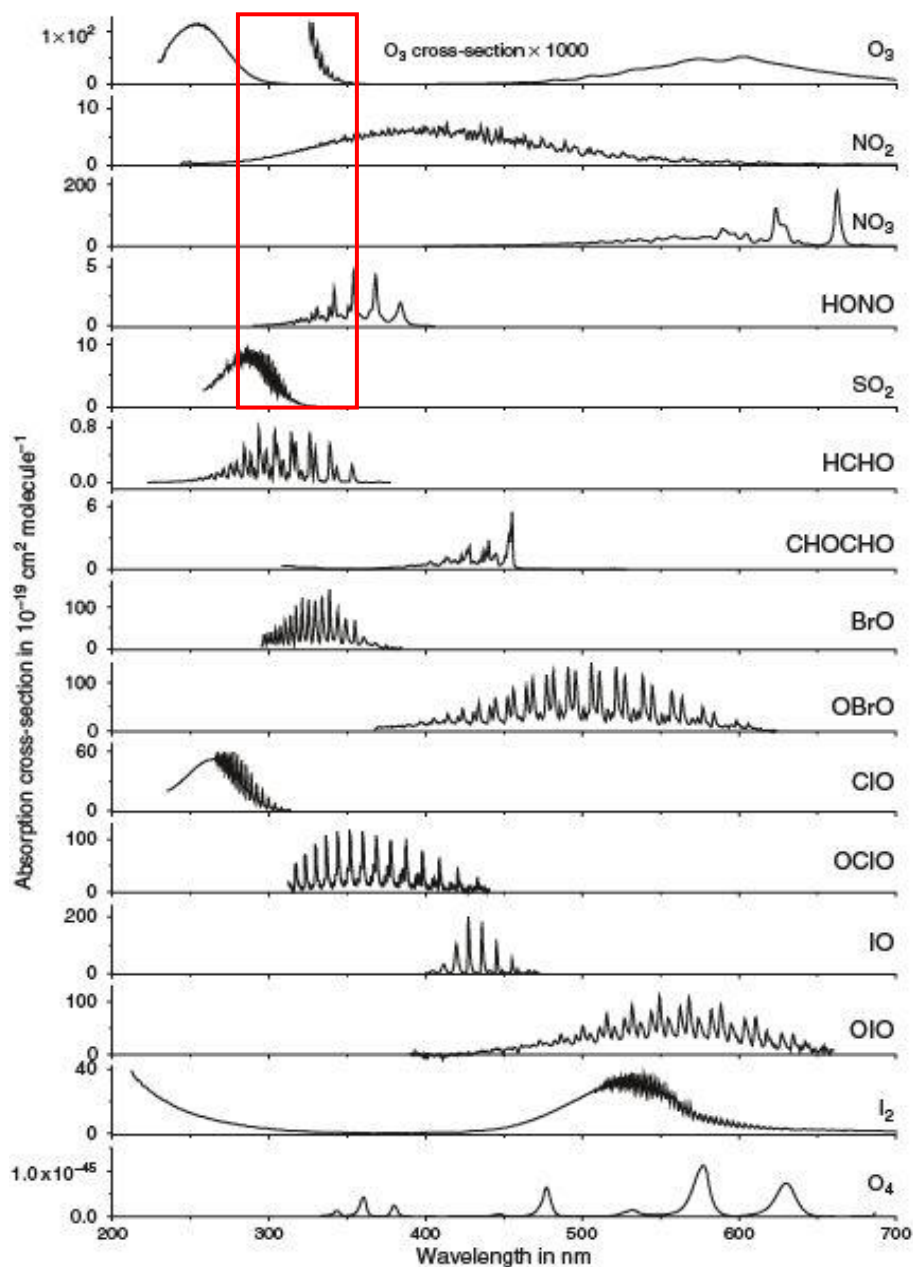 1×10²
0
O₃ cross-section × 1000
O₃
10
0
NO₂
200
0
NO₃
5
0
HONO
10
0
SO₂
0.8
0.0
HCHO
6
0
CHOCHO
100
0
BrO
100
0
OBrO
60
0
ClO
100
0
OClO
200
0
IO
100
0
OIO
40
0
I₂
1.0 x 10⁻⁴⁵
0.0
O₄
200 300 400 500 600 700
Wavelength in nm
Absorption cross-section in 10⁻¹⁹ cm² molecule⁻¹